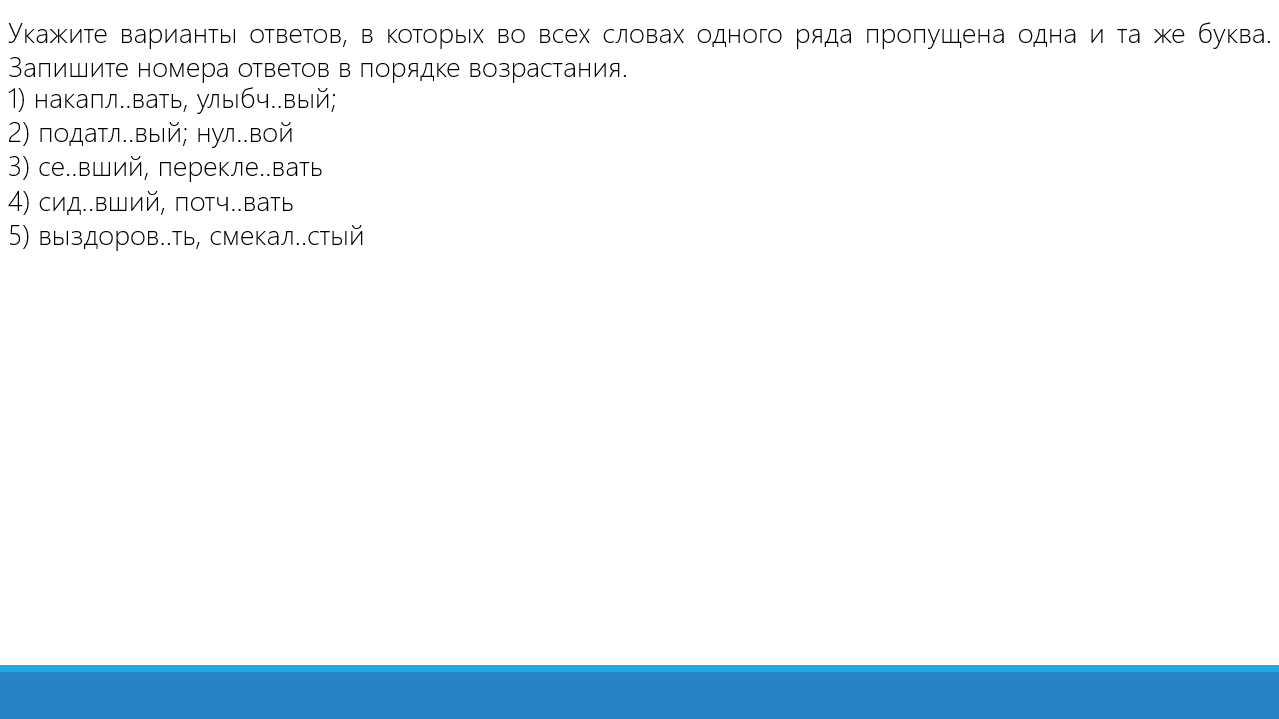 Укажите варианты ответов, в которых во всех словах одного ряда пропущена одна и та же буква.
Запишите номера ответов в порядке возрастания.
1) накапл..вать, улыбч..вый;
2) податл..вый; нул..вой
3) се..вший, перекле..вать
4) сид..вший, потч..вать
5) выздоров..ть, смекал..стый